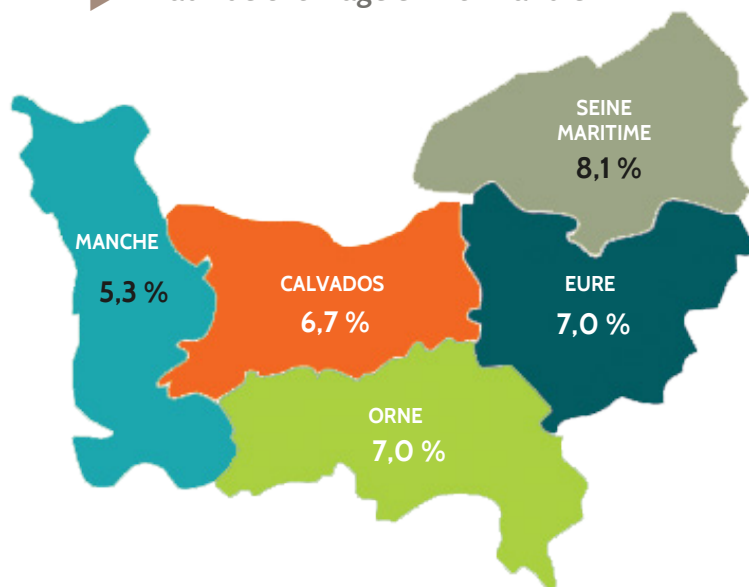 SEINE
MARITIME
8,1 %
MANCHE
5,3 %
CALVADOS
6,7 %
EURE
7,0 %
ORNE
7,0 %